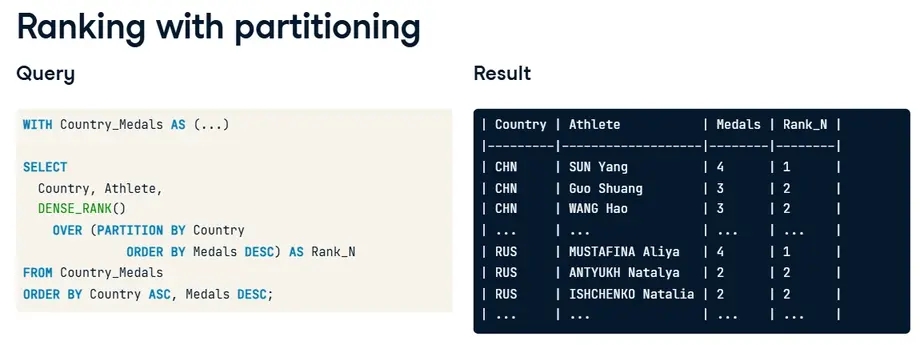 Ranking with partitioning
Query
WITH Country_Medals AS (...)
SELECT
Country, Athlete,
DENSE_RANK()
OVER (PARTITION BY Country
ORDER BY Medals DESC) AS Rank_N
FROM Country_Medals
ORDER BY Country ASC, Medals DESC;
Result
| Country | Athlete | Medals | Rank_N |
|---------|-------------------|--------|--------|
| CHN | SUN Yang | 4 | 1 |
| CHN | Guo Shuang | 3 | 2 |
| CHN | WANG Hao | 3 | 2 |
| ... | ... | ... | ... |
| RUS | MUSTAFINA Aliya | 4 | 1 |
| RUS | ANTYUKH Natalya | 2 | 2 |
| RUS | ISHCHENKO Natalia | 2 | 2 |
| ... | ... | ... | ... |